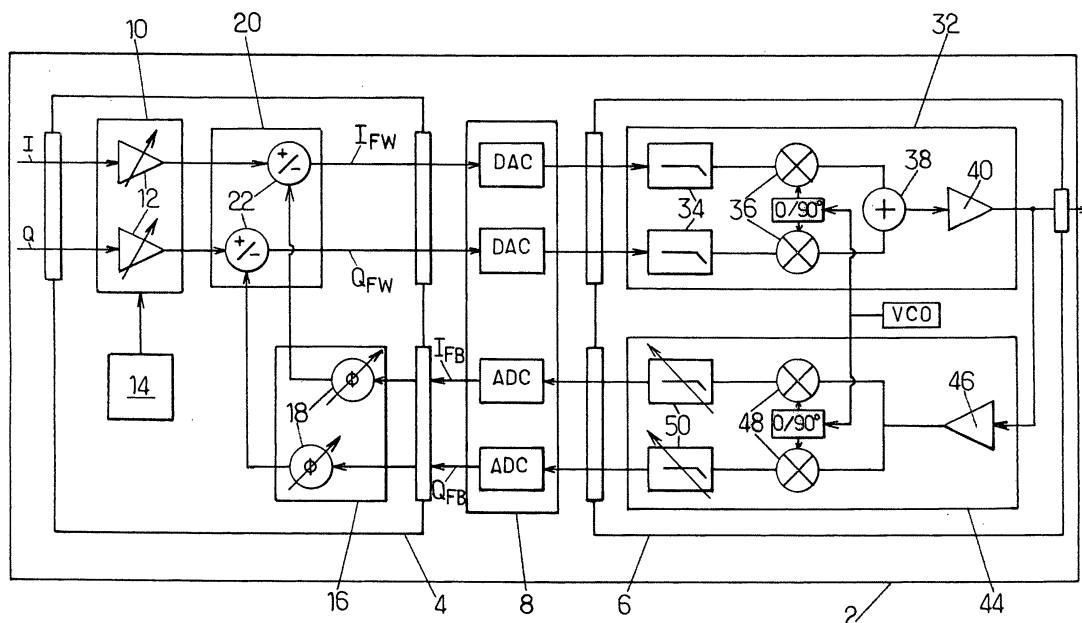 10
20
32
I
I_FW
DAC
12
+/-
22
34
36
0/90°
38
+
40
Q
+/-
Q_FW
DAC
VCO
14
18
Φ
I_FB
ADC
50
48
0/90°
46
Φ
Q_FB
ADC
16
4
8
6
2
44